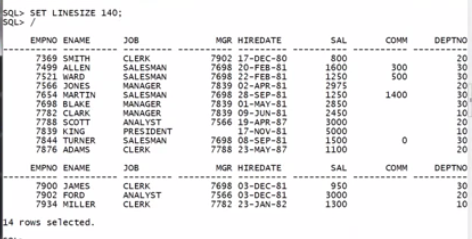 SQL> SET LINESIZE 140;
SQL> /
EMPNO ENAME JOB MGR HIREDATE SAL COMM DEPTNO
7369 SMITH CLERK 7902 17-DEC-80 800 20
7499 ALLEN SALESMAN 7698 20-FEB-81 1600 300 30
7521 WARD SALESMAN 7698 22-FEB-81 1250 500 30
7566 JONES MANAGER 7839 02-APR-81 2975 20
7654 MARTIN SALESMAN 7698 28-SEP-81 1250 1400 30
7698 BLAKE MANAGER 7839 01-MAY-81 2850 30
7782 CLARK MANAGER 7839 09-JUN-81 2450 10
7788 SCOTT ANALYST 7566 19-APR-87 3000 20
7839 KING PRESIDENT 17-NOV-81 5000 10
7844 TURNER SALESMAN 7698 08-SEP-81 1500 0 30
7876 ADAMS CLERK 7788 23-MAY-87 1100 20
EMPNO ENAME JOB MGR HIREDATE SAL COMM DEPTNO
7900 JAMES CLERK 7698 03-DEC-81 950 30
7902 FORD ANALYST 7566 03-DEC-81 3000 20
7934 MILLER CLERK 7782 23-JAN-82 1300 10
14 rows selected.